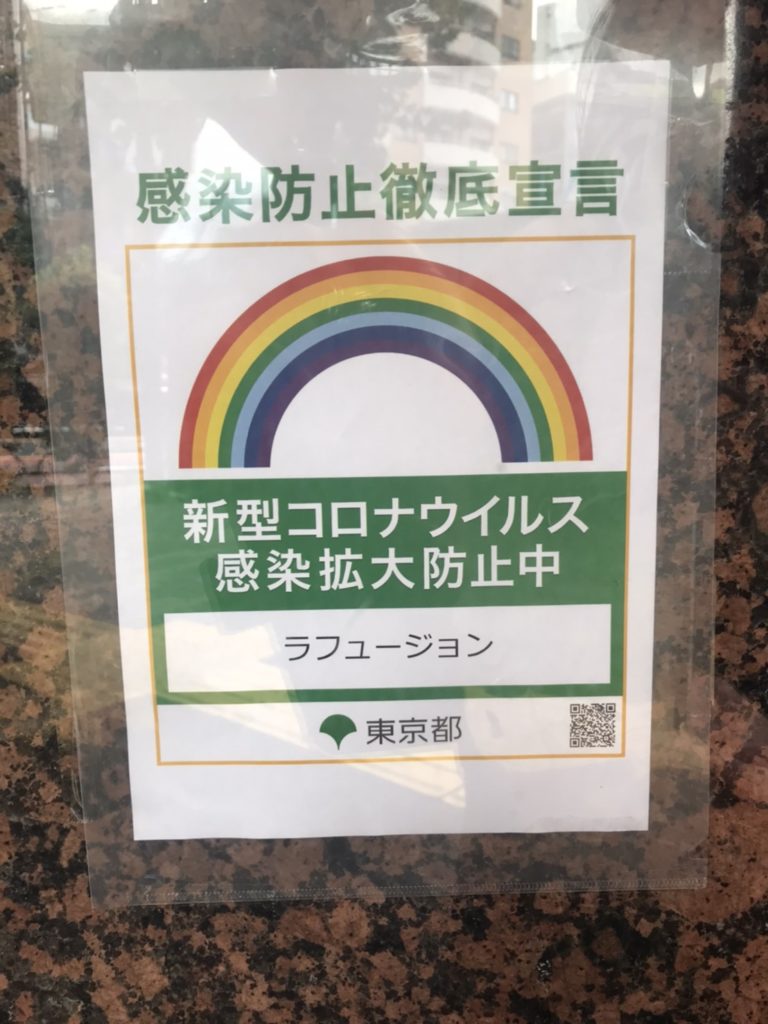 感染防止徹底宣言
新型コロナウイルス
感染拡大防止中
ラフュージョン
東京都